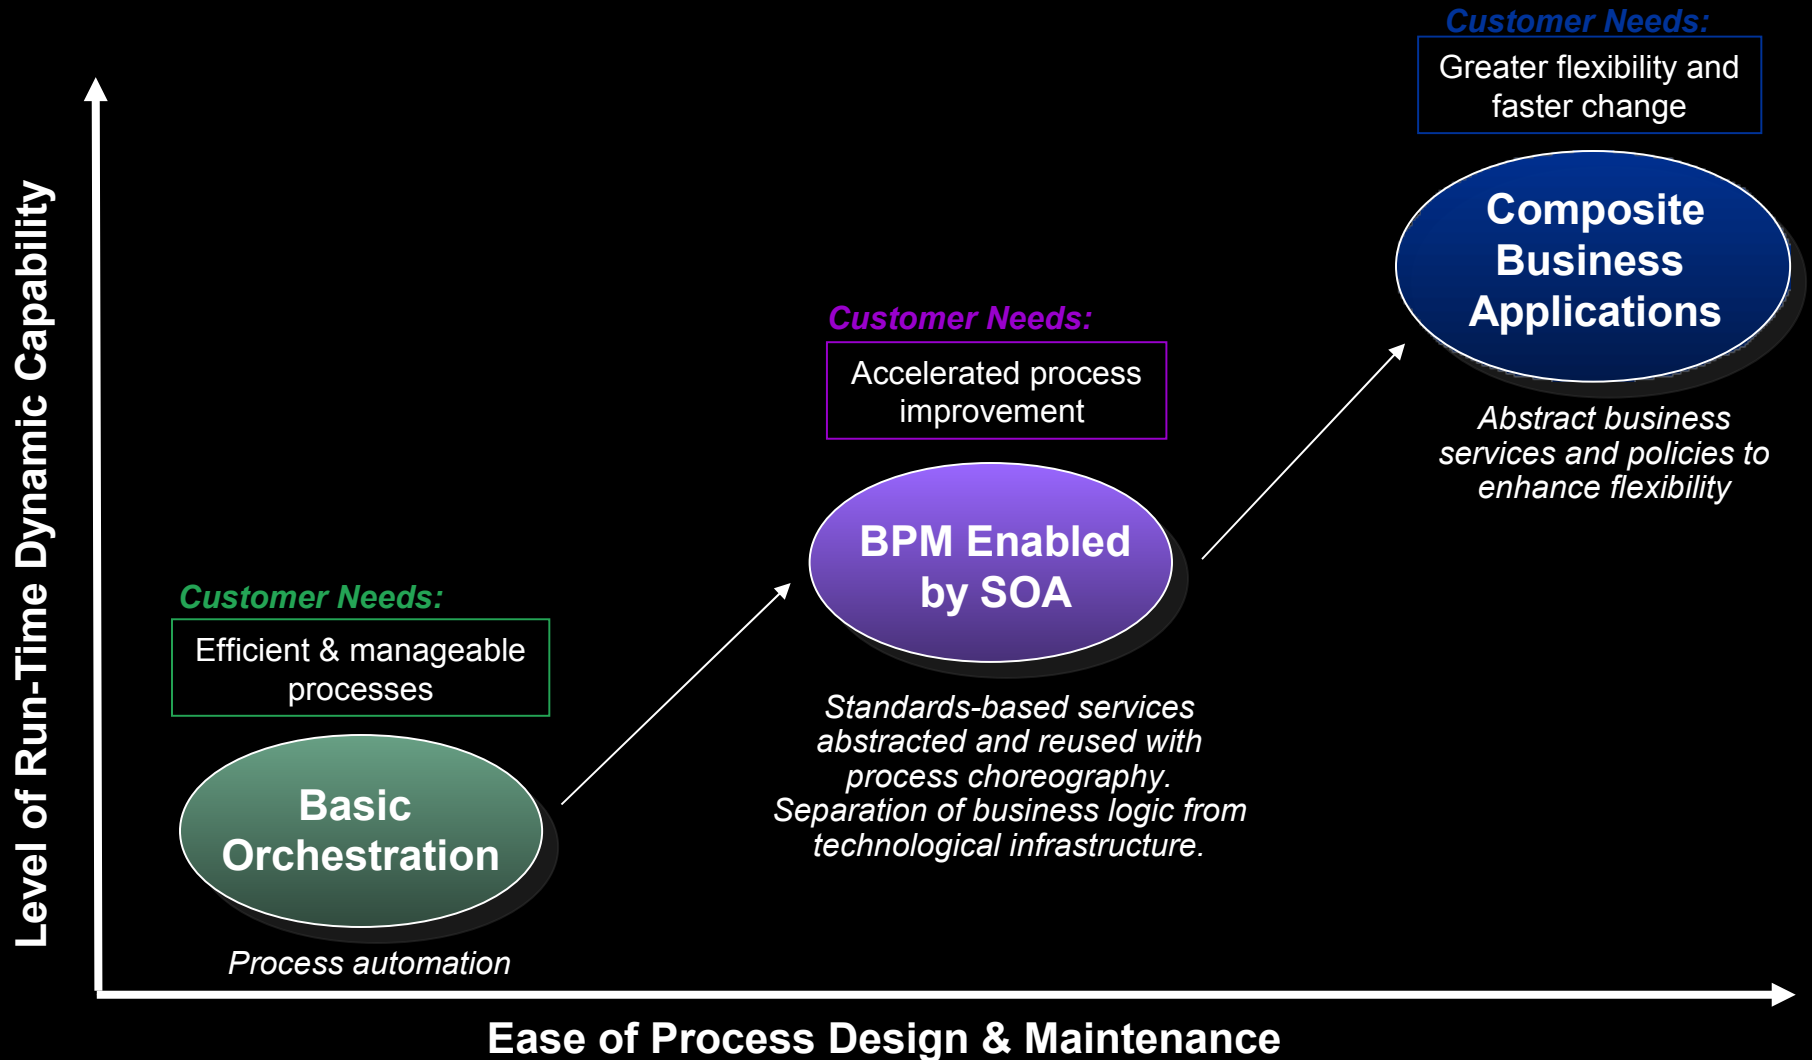 Customer Needs:
Greater flexibility and
faster change
Composite
Business
Applications
Abstract business
services and policies to
enhance flexibility
Customer Needs:
Accelerated process
improvement
BPM Enabled
by SOA
Standards-based services
abstracted and reused with
process choreography.
Separation of business logic from
technological infrastructure.
Customer Needs:
Efficient & manageable
processes
Basic
Orchestration
Process automation
Level of Run-Time Dynamic Capability
Ease of Process Design & Maintenance